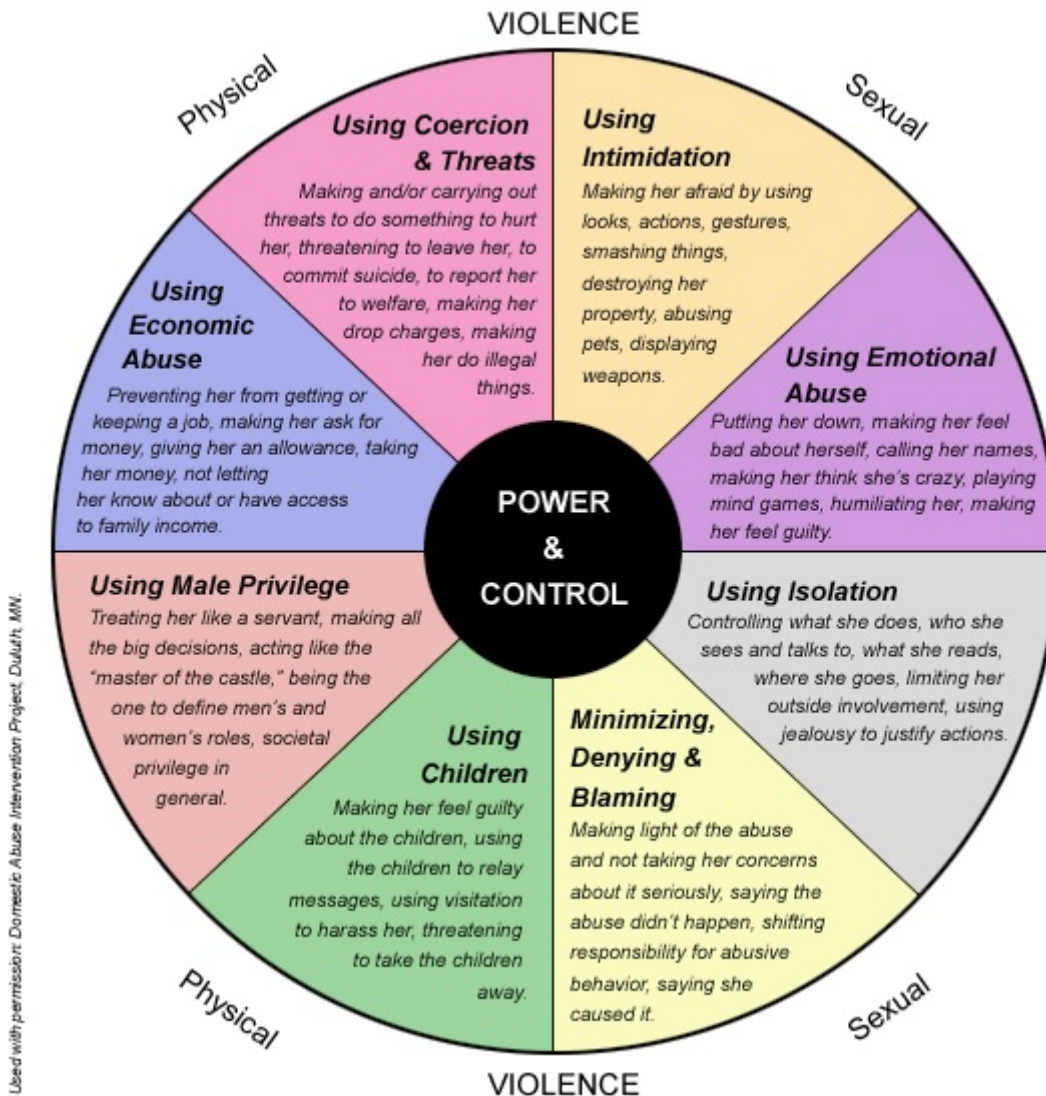 VIOLENCE
Physical
Sexual
Using Coercion
& Threats
Making and/or carrying out
threats to do something to hurt
her, threatening to leave her, to
commit suicide, to report her
to welfare, making her
drop charges, making
her do illegal
things.
Using
Intimidation
Making her afraid by using
looks, actions, gestures,
smashing things,
destroying her
property, abusing
pets, displaying
weapons.
Using
Economic
Abuse
Preventing her from getting or
keeping a job, making her ask for
money, giving her an allowance, taking
her money, not letting
her know about or have access
to family income.
Using Emotional
Abuse
Putting her down, making her feel
bad about herself, calling her names,
making her think she's crazy, playing
mind games, humiliating her, making
her feel guilty.
POWER
&
CONTROL
Using Male Privilege
Treating her like a servant, making all
the big decisions, acting like the
“master of the castle,” being the
one to define men's and
women's roles, societal
privilege in
general.
Using Isolation
Controlling what she does, who she
sees and talks to, what she reads,
where she goes, limiting her
outside involvement, using
jealousy to justify actions.
Using
Children
Making her feel guilty
about the children, using
the children to relay
messages, using visitation
to harass her, threatening
to take the children
away.
Minimizing,
Denying &
Blaming
Making light of the abuse
and not taking her concerns
about it seriously, saying the
abuse didn't happen, shifting
responsibility for abusive
behavior, saying she
caused it.
Physical
Sexual
VIOLENCE
Used with permission: Domestic Abuse Intervention Project, Duluth, MN.